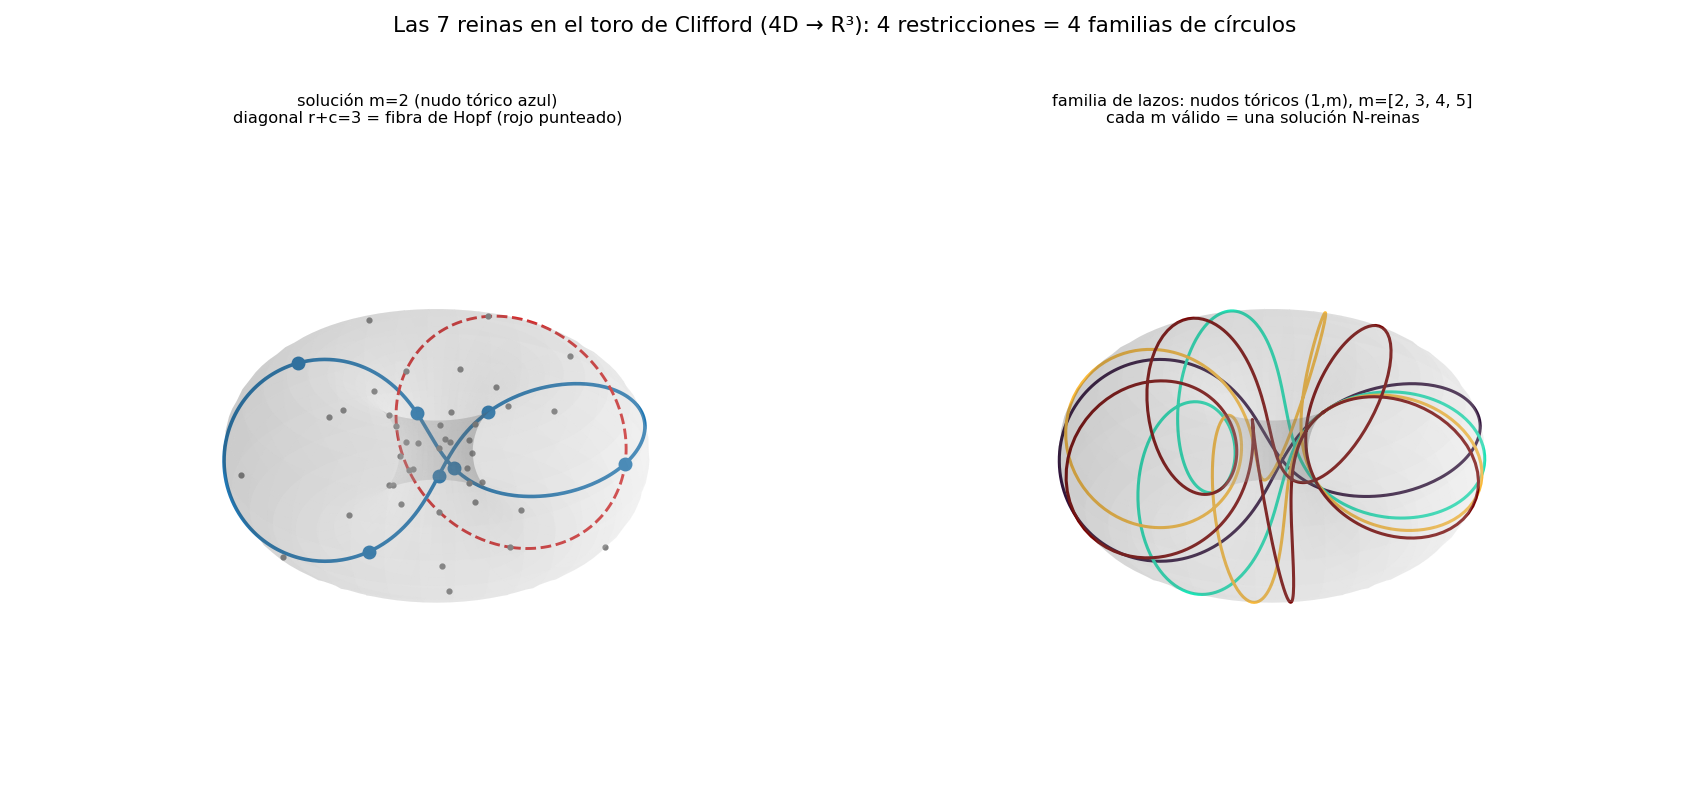 Las 7 reinas en el toro de Clifford (4D → R³): 4 restricciones = 4 familias de círculos
solución m=2 (nudo tórico azul)
diagonal r+c=3 = fibra de Hopf (rojo punteado)
familia de lazos: nudos tóricos (1,m), m=[2, 3, 4, 5]
cada m válido = una solución N-reinas